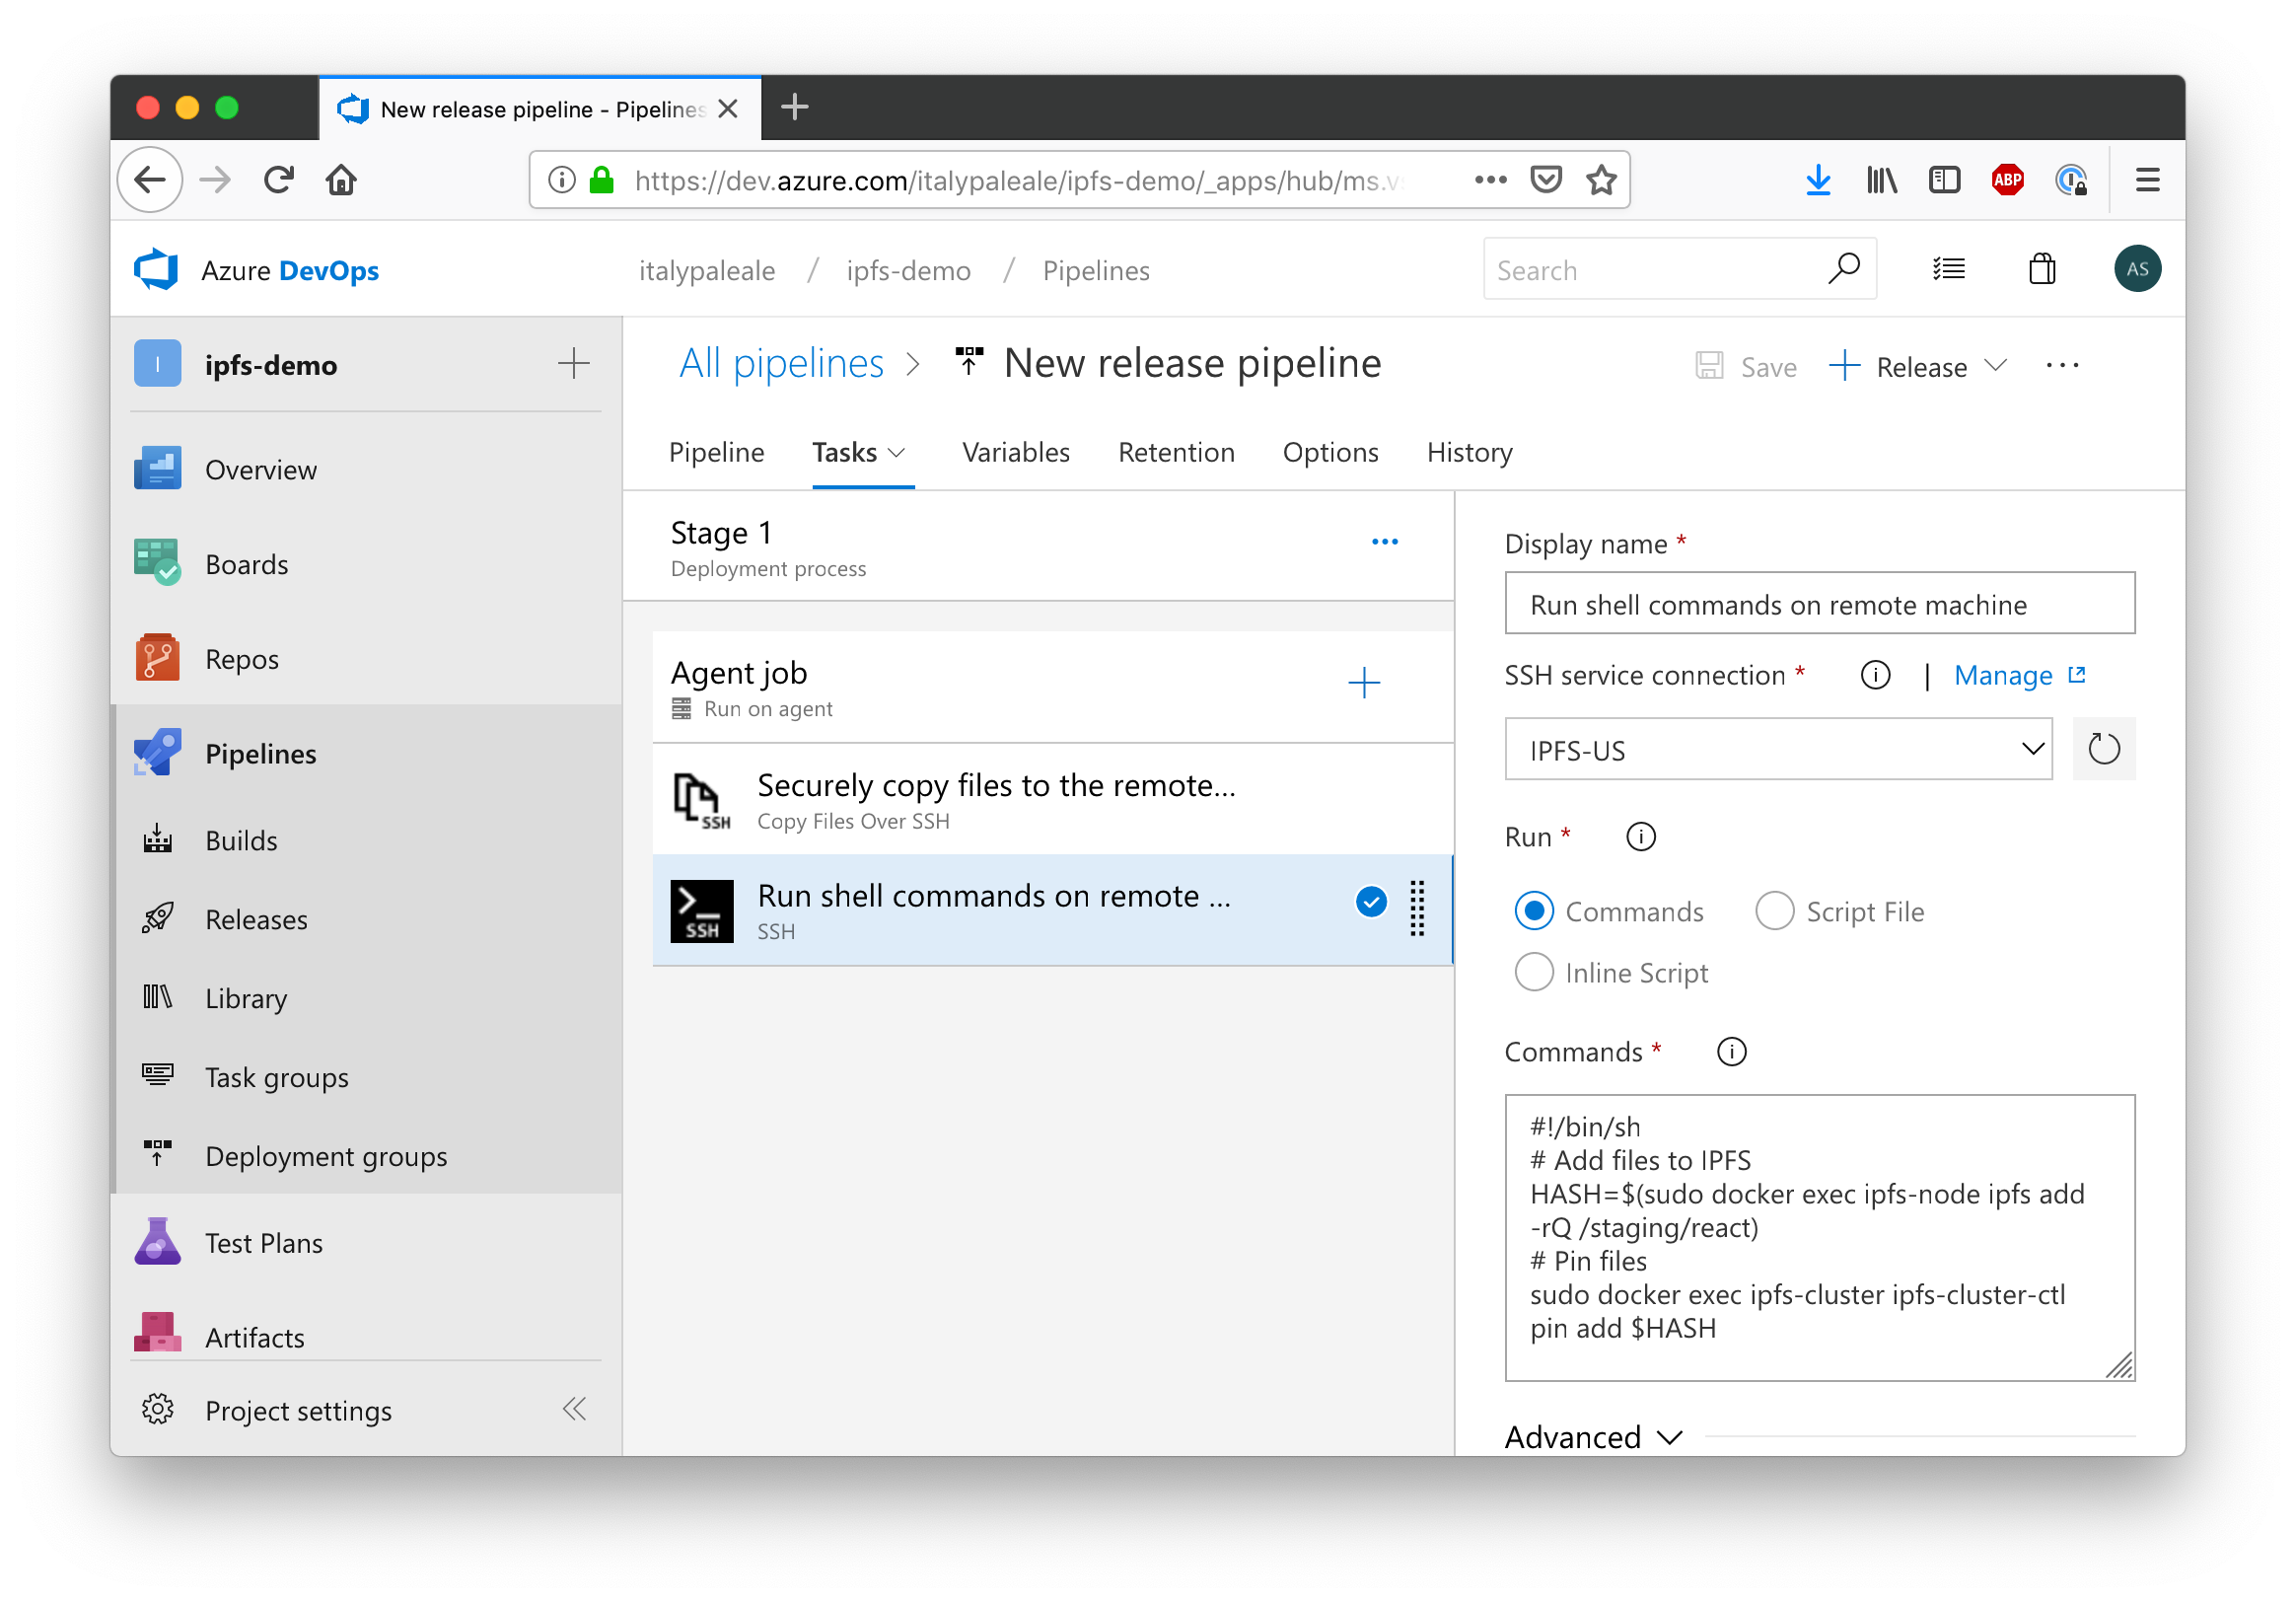 New release pipeline - Pipelines
https://dev.azure.com/italypaleale/ipfs-demo/_apps/hub/ms.v
ABP
Azure DevOps
italypaleale / ipfs-demo / Pipelines
Search
AS
I
ipfs-demo
Overview
Boards
Repos
Pipelines
Builds
Releases
Library
Task groups
Deployment groups
Test Plans
Artifacts
Project settings
All pipelines > New release pipeline
Save
Release
Pipeline
Tasks
Variables
Retention
Options
History
Stage 1
Deployment process
Agent job
Run on agent
SSH
Securely copy files to the remote...
Copy Files Over SSH
SSH
Run shell commands on remote ...
SSH
Display name *
Run shell commands on remote machine
SSH service connection * | Manage
IPFS-US
Run *
Commands
Script File
Inline Script
Commands *
#!/bin/sh
# Add files to IPFS
HASH=$(sudo docker exec ipfs-node ipfs add
-rQ /staging/react)
# Pin files
sudo docker exec ipfs-cluster ipfs-cluster-ctl
pin add $HASH
Advanced